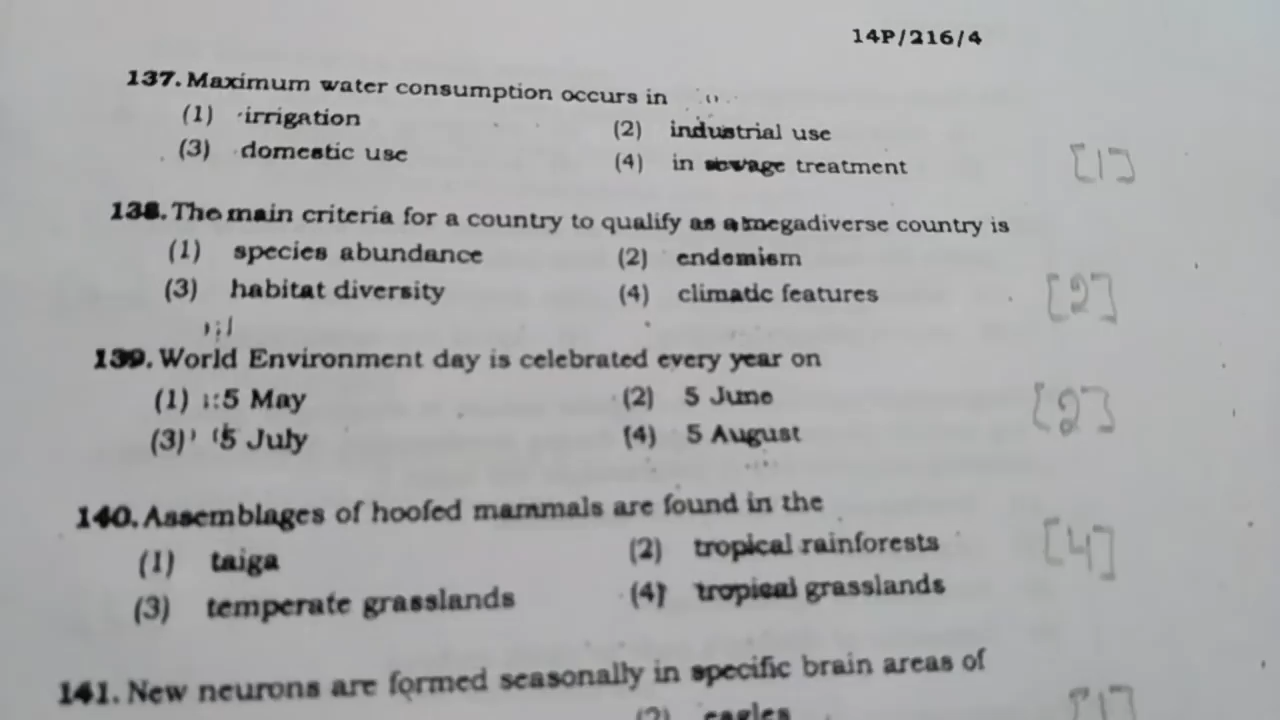 14P/216/4
137. Maximum water consumption occurs in
(1) irrigation (2) industrial use
(3) domestic use (4) in sewage treatment
[1]
138. The main criteria for a country to qualify as a megadiverse country is
(1) species abundance (2) endemism
(3) habitat diversity (4) climatic features
[2]
139. World Environment day is celebrated every year on
(1) 5 May (2) 5 June
(3) 5 July (4) 5 August
[2]
140. Assemblages of hoofed mammals are found in the
(1) taiga (2) tropical rainforests
(3) temperate grasslands (4) tropical grasslands
[4]
141. New neurons are formed seasonally in specific brain areas of
(2) eagles
[1]